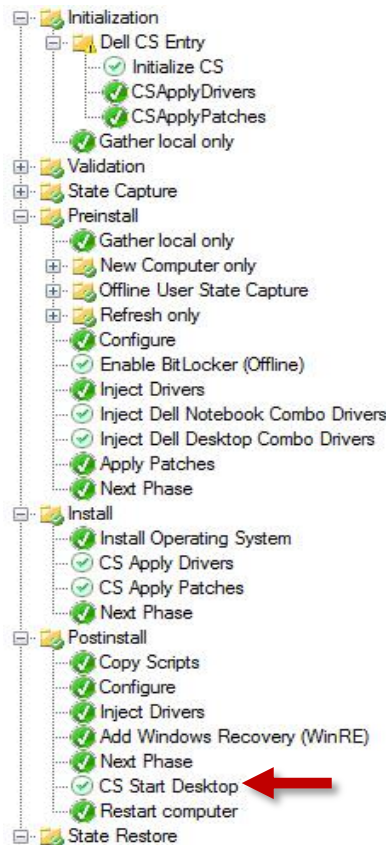 Initialization
Dell CS Entry
Initialize CS
CSApplyDrivers
CSApplyPatches
Gather local only
Validation
State Capture
Preinstall
Gather local only
New Computer only
Offline User State Capture
Refresh only
Configure
Enable BitLocker (Offline)
Inject Drivers
Inject Dell Notebook Combo Drivers
Inject Dell Desktop Combo Drivers
Apply Patches
Next Phase
Install
Install Operating System
CS Apply Drivers
CS Apply Patches
Next Phase
Postinstall
Copy Scripts
Configure
Inject Drivers
Add Windows Recovery (WinRE)
Next Phase
CS Start Desktop
Restart computer
State Restore